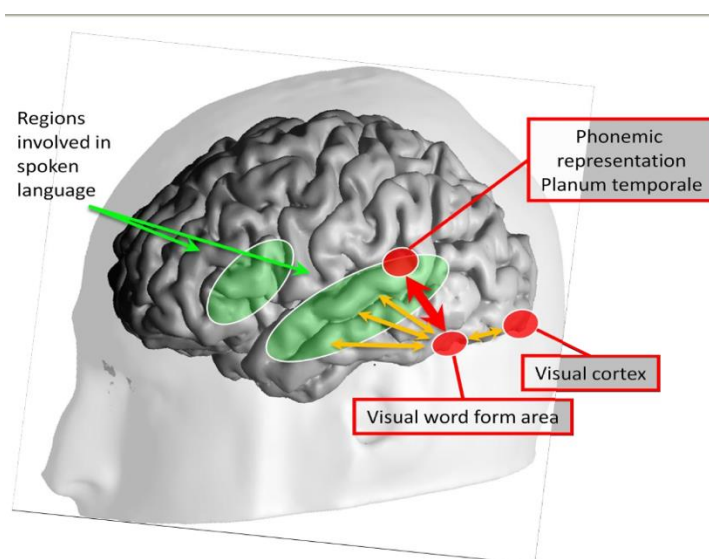 Regions
involved in
spoken
language
Phonemic
representation
Planum temporale
Visual cortex
Visual word form area